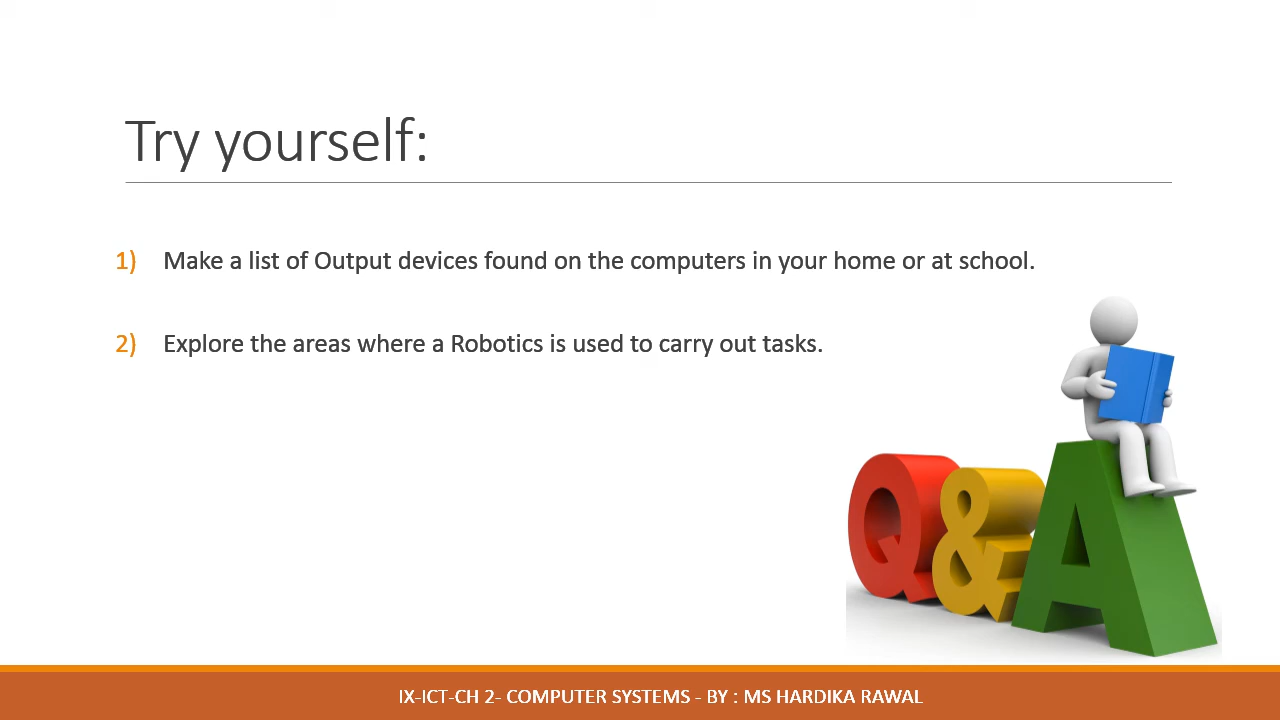 Try yourself:
1) Make a list of Output devices found on the computers in your home or at school.
2) Explore the areas where a Robotics is used to carry out tasks.
Q&A
IX-ICT-CH 2- COMPUTER SYSTEMS - BY : MS HARDIKA RAWAL